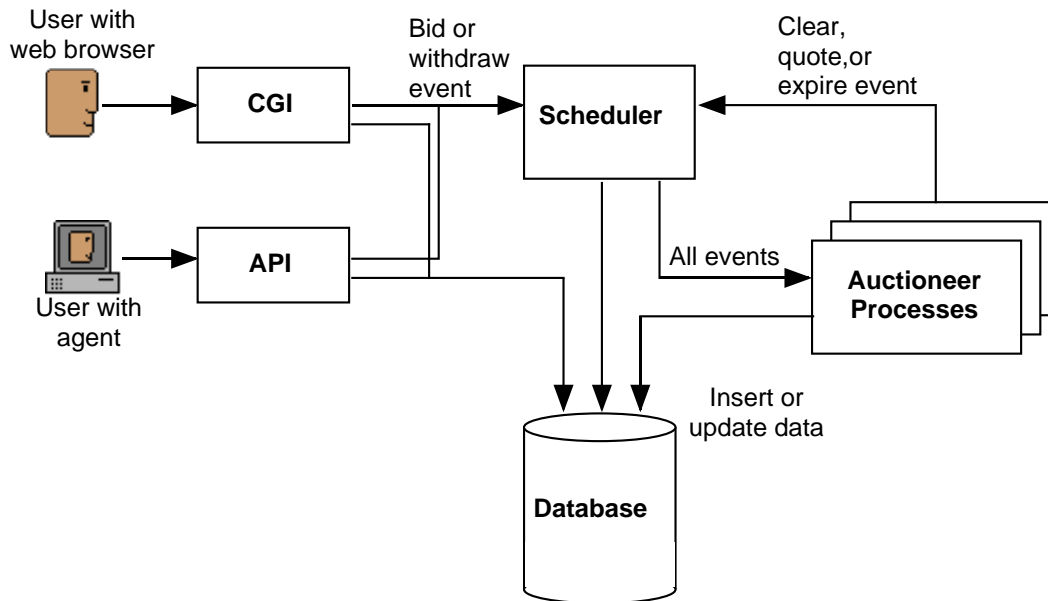 User with
web browser
CGI
Bid or
withdraw
event
Scheduler
Clear,
quote,or
expire event
API
User with
agent
All events
Auctioneer
Processes
Insert or
update data
Database